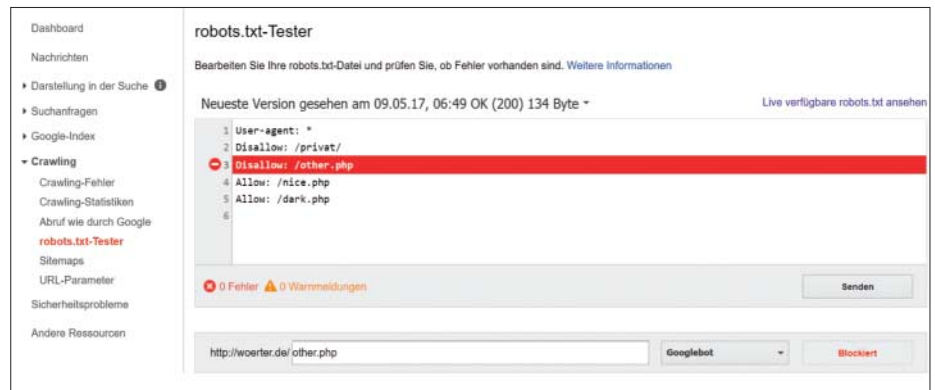 Dashboard
Nachrichten
Darstellung in der Suche
Suchanfragen
Google-Index
Crawling
Crawling-Fehler
Crawling-Statistiken
Abruf wie durch Google
robots.txt-Tester
Sitemaps
URL-Parameter
Sicherheitsprobleme
Andere Ressourcen
robots.txt-Tester
Bearbeiten Sie Ihre robots.txt-Datei und prüfen Sie, ob Fehler vorhanden sind. Weitere Informationen
Neueste Version gesehen am 09.05.17, 06:49 OK (200) 134 Byte
Live verfügbare robots.txt ansehen
1 User-agent: *
2 Disallow: /privat/
3 Disallow: /other.php
4 Allow: /nice.php
5 Allow: /dark.php
6
0 Fehler 0 Warnmeldungen
Senden
http://woerter.de/ other.php
Googlebot
Blockiert